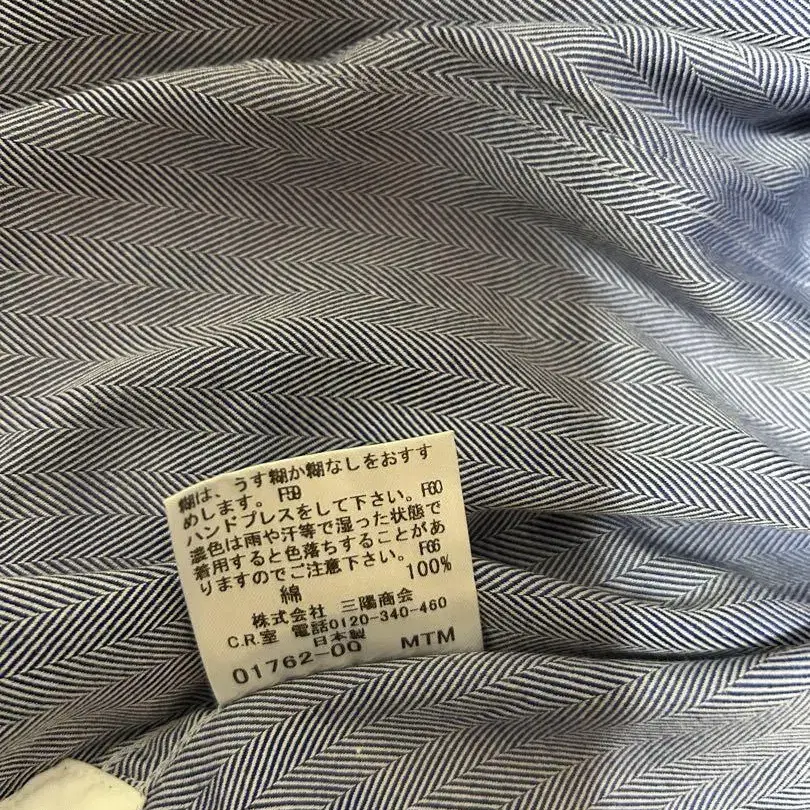 糊は、うす糊か糊なしをおすす
めします。 F59
ハンドプレスをして下さい。 F60
濃色は雨や汗等で湿った状態で
着用すると色落ちすることがあ
りますのでご注意下さい。 F66
綿 100%
株式会社 三陽商会
C.R.室 電話0120-340-460
日本製
01762-00 MTM